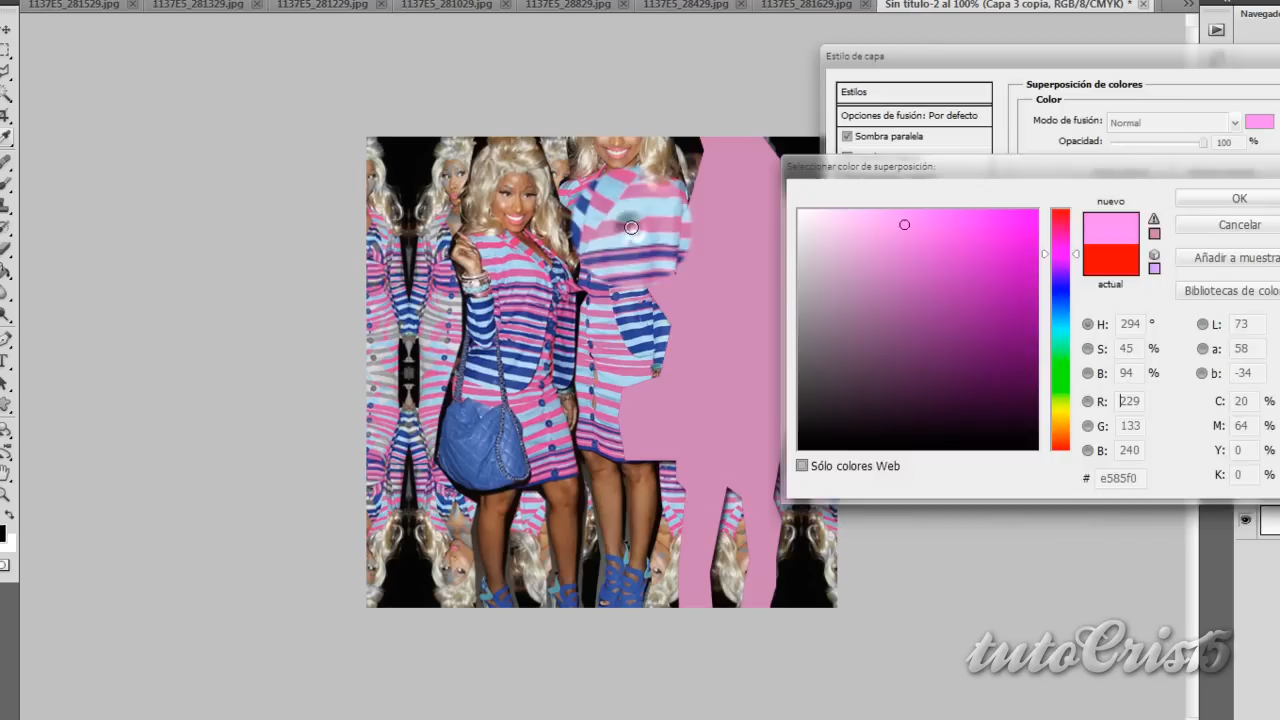 1137E5_281529.jpg 1137E5_281329.jpg 1137E5_281229.jpg 1137E5_281029.jpg 1137E5_28829.jpg 1137E5_28429.jpg 1137E5_281629.jpg Sin título-2 al 100% (Capa 3 copia, RGB/8/CMYK) *
Navegado
Estilo de capa
Estilos
Opciones de fusión: Por defecto
Sombra paralela
Superposición de colores
Color
Modo de fusión: Normal
Opacidad: 100 %
Seleccionar color de superposición:
nuevo
actual
OK
Cancelar
Añadir a muestra
Bibliotecas de colo
H: 294 °
S: 45 %
B: 94 %
R: 229
G: 133
B: 240
# e585f0
L: 73
a: 58
b: -34
C: 20 %
M: 64 %
Y: 0 %
K: 0 %
Sólo colores Web
tutoCris15